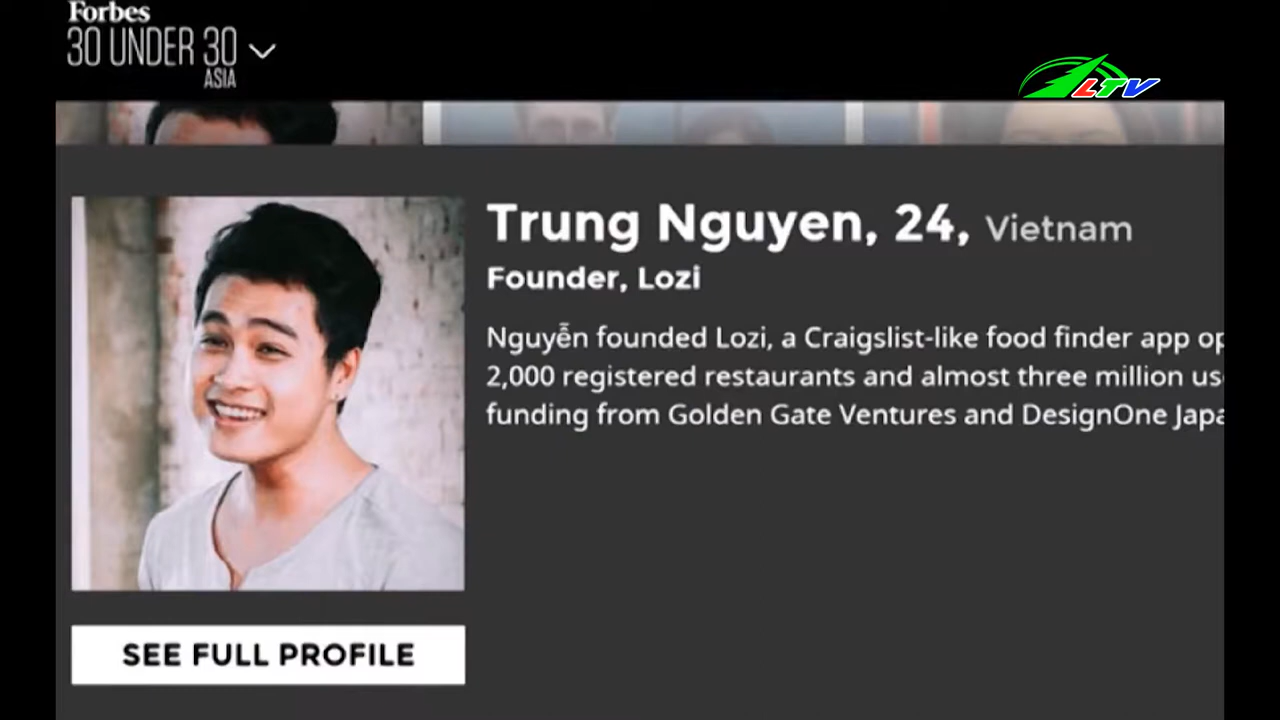 Forbes
30 UNDER 30
ASIA
LTV
Trung Nguyen, 24, Vietnam
Founder, Lozi
Nguyễn founded Lozi, a Craigslist-like food finder app
2,000 registered restaurants and almost three million
funding from Golden Gate Ventures and DesignOne
SEE FULL PROFILE